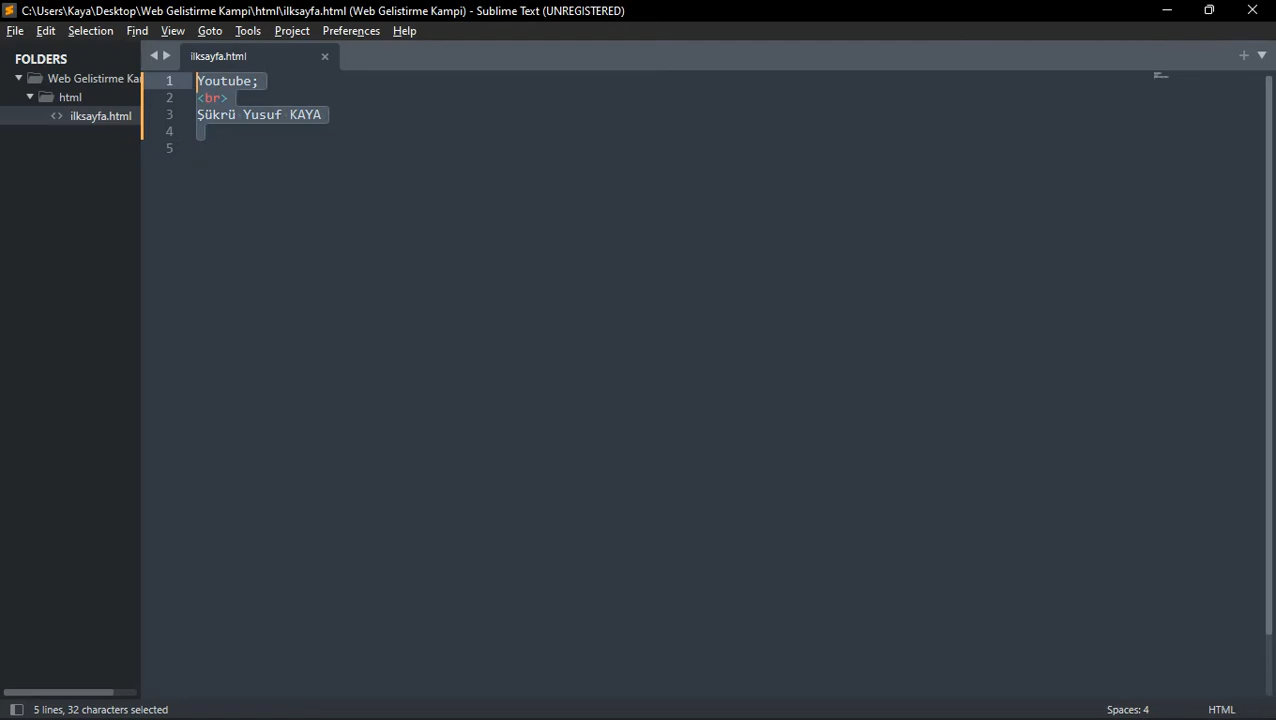 C:\Users\Kaya\Desktop\Web Gelistirme Kampi\html\ilksayfa.html (Web Gelistirme Kampi) - Sublime Text (UNREGISTERED)
File Edit Selection Find View Goto Tools Project Preferences Help
FOLDERS
Web Gelistirme Ka
html
ilksayfa.html
ilksayfa.html
1 Youtube;
2 <br>
3 Şükrü Yusuf KAYA
4
5
5 lines, 32 characters selected
Spaces: 4
HTML